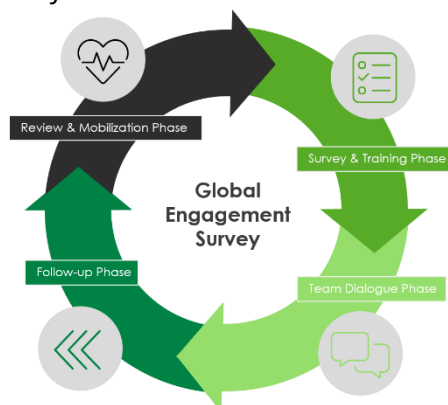 Review & Mobilization Phase
Survey & Training Phase
Global
Engagement
Survey
Follow-up Phase
Team Dialogue Phase